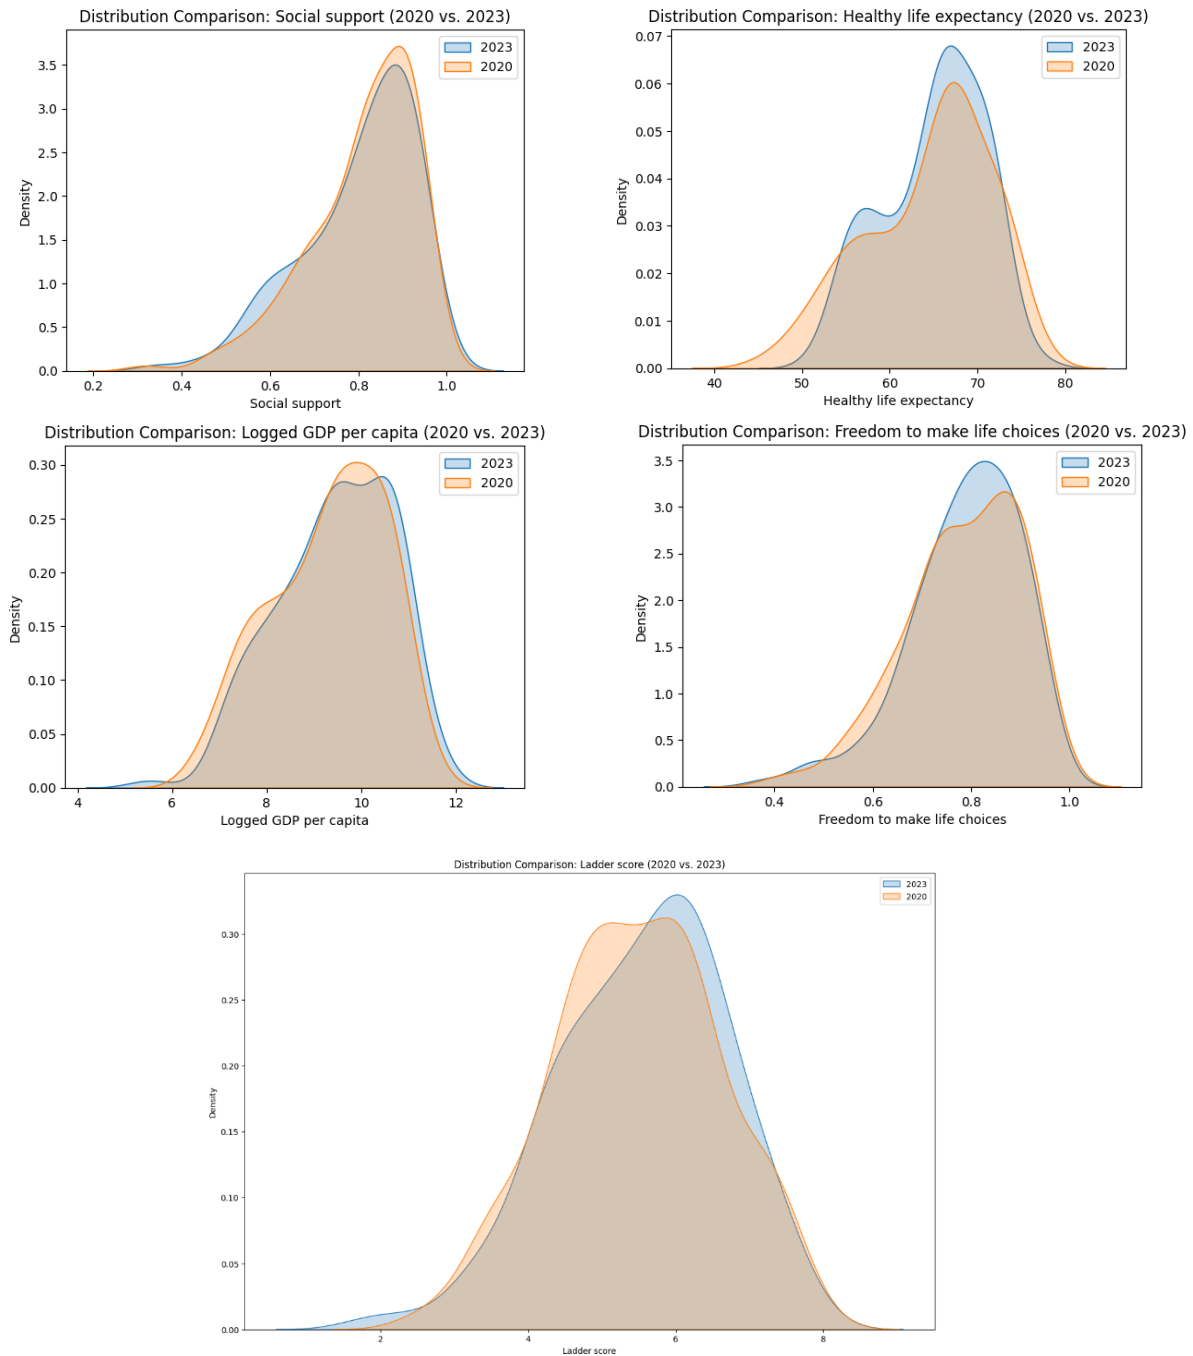 Distribution Comparison: Social support (2020 vs. 2023)
2023
2020
3.5
3.0
2.5
2.0
1.5
1.0
0.5
0.0
Density
0.2 0.4 0.6 0.8 1.0
Social support
Distribution Comparison: Healthy life expectancy (2020 vs. 2023)
2023
2020
0.07
0.06
0.05
0.04
0.03
0.02
0.01
0.00
Density
40 50 60 70 80
Healthy life expectancy
Distribution Comparison: Logged GDP per capita (2020 vs. 2023)
2023
2020
0.30
0.25
0.20
0.15
0.10
0.05
0.00
Density
4 6 8 10 12
Logged GDP per capita
Distribution Comparison: Freedom to make life choices (2020 vs. 2023)
2023
2020
3.5
3.0
2.5
2.0
1.5
1.0
0.5
0.0
Density
0.4 0.6 0.8 1.0
Freedom to make life choices
Distribution Comparison: Ladder score (2020 vs. 2023)
2023
2020
0.30
0.25
0.20
0.15
0.10
0.05
0.00
Density
2 4 6 8
Ladder score